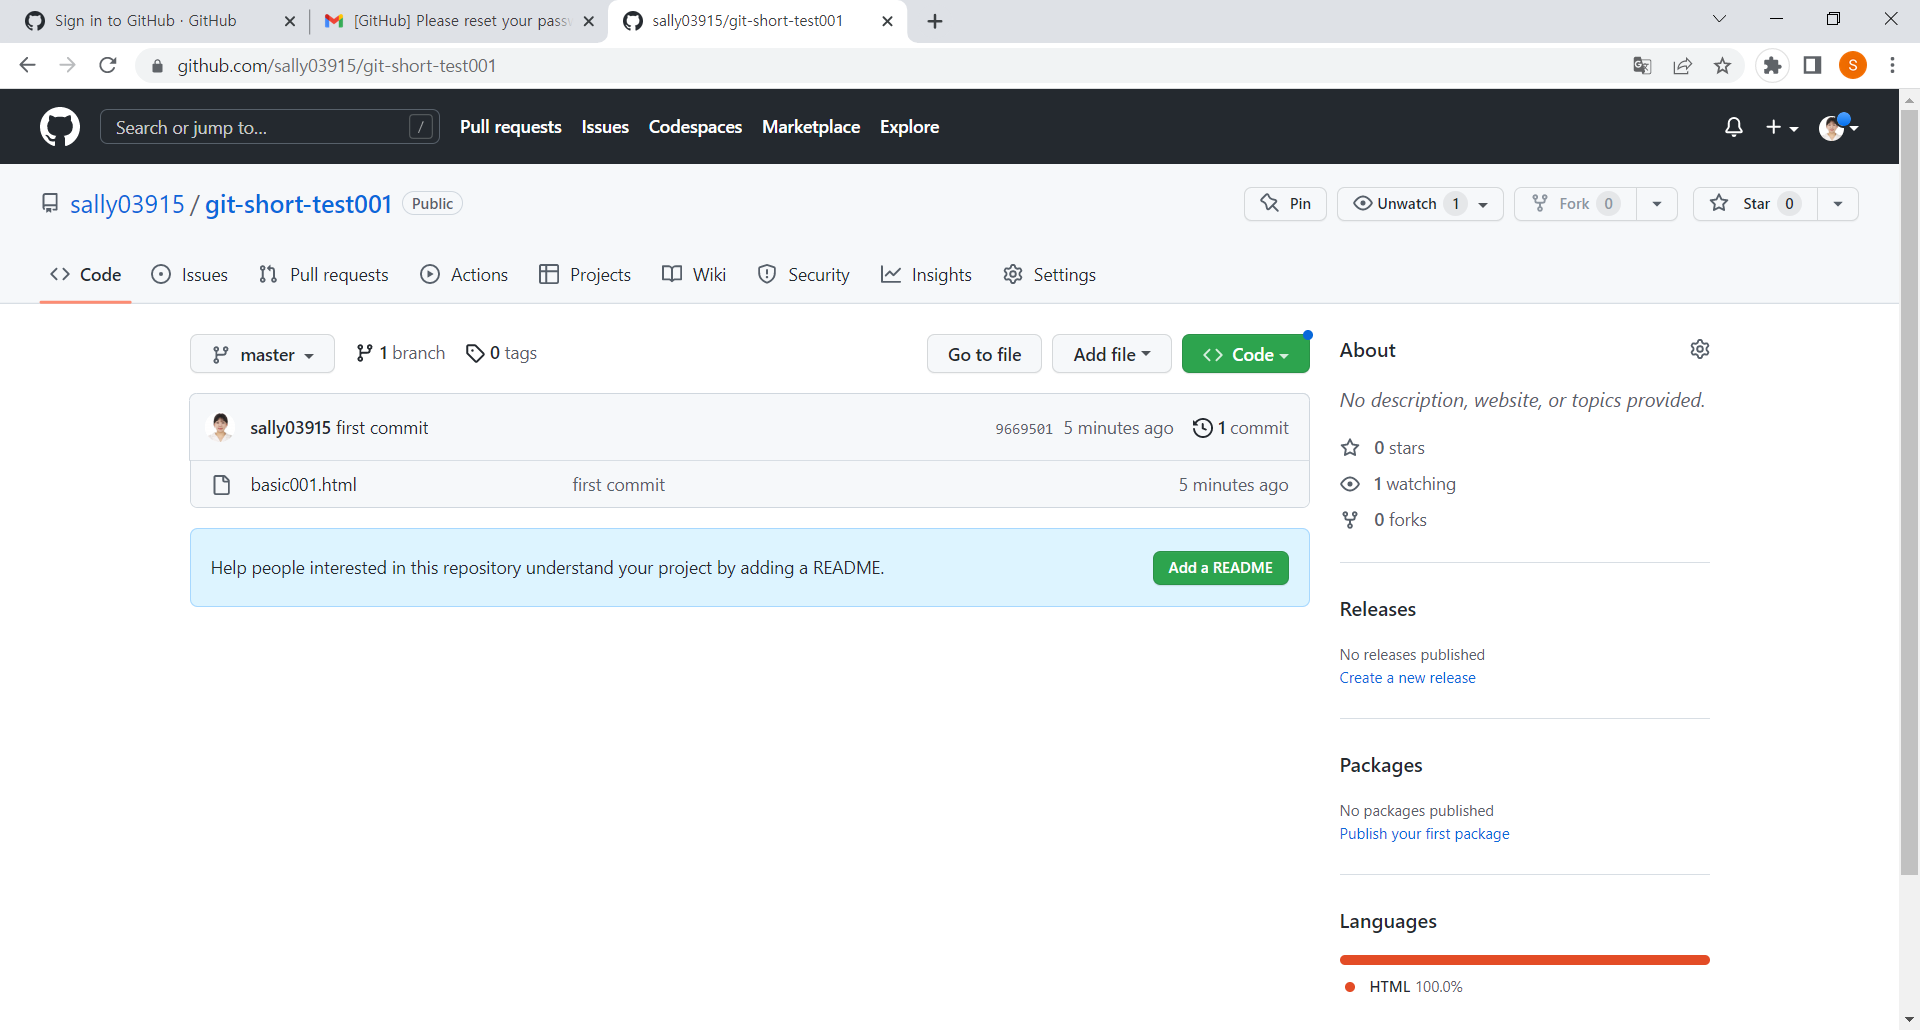 Sign in to GitHub · GitHub
[GitHub] Please reset your passw
sally03915/git-short-test001
github.com/sally03915/git-short-test001
S
Search or jump to...
/
Pull requests
Issues
Codespaces
Marketplace
Explore
sally03915 / git-short-test001 Public
Pin
Unwatch 1
Fork 0
Star 0
Code
Issues
Pull requests
Actions
Projects
Wiki
Security
Insights
Settings
master
1 branch
0 tags
Go to file
Add file
Code
sally03915 first commit
9669501 5 minutes ago
1 commit
basic001.html
first commit
5 minutes ago
Help people interested in this repository understand your project by adding a README.
Add a README
About
No description, website, or topics provided.
0 stars
1 watching
0 forks
Releases
No releases published
Create a new release
Packages
No packages published
Publish your first package
Languages
HTML 100.0%